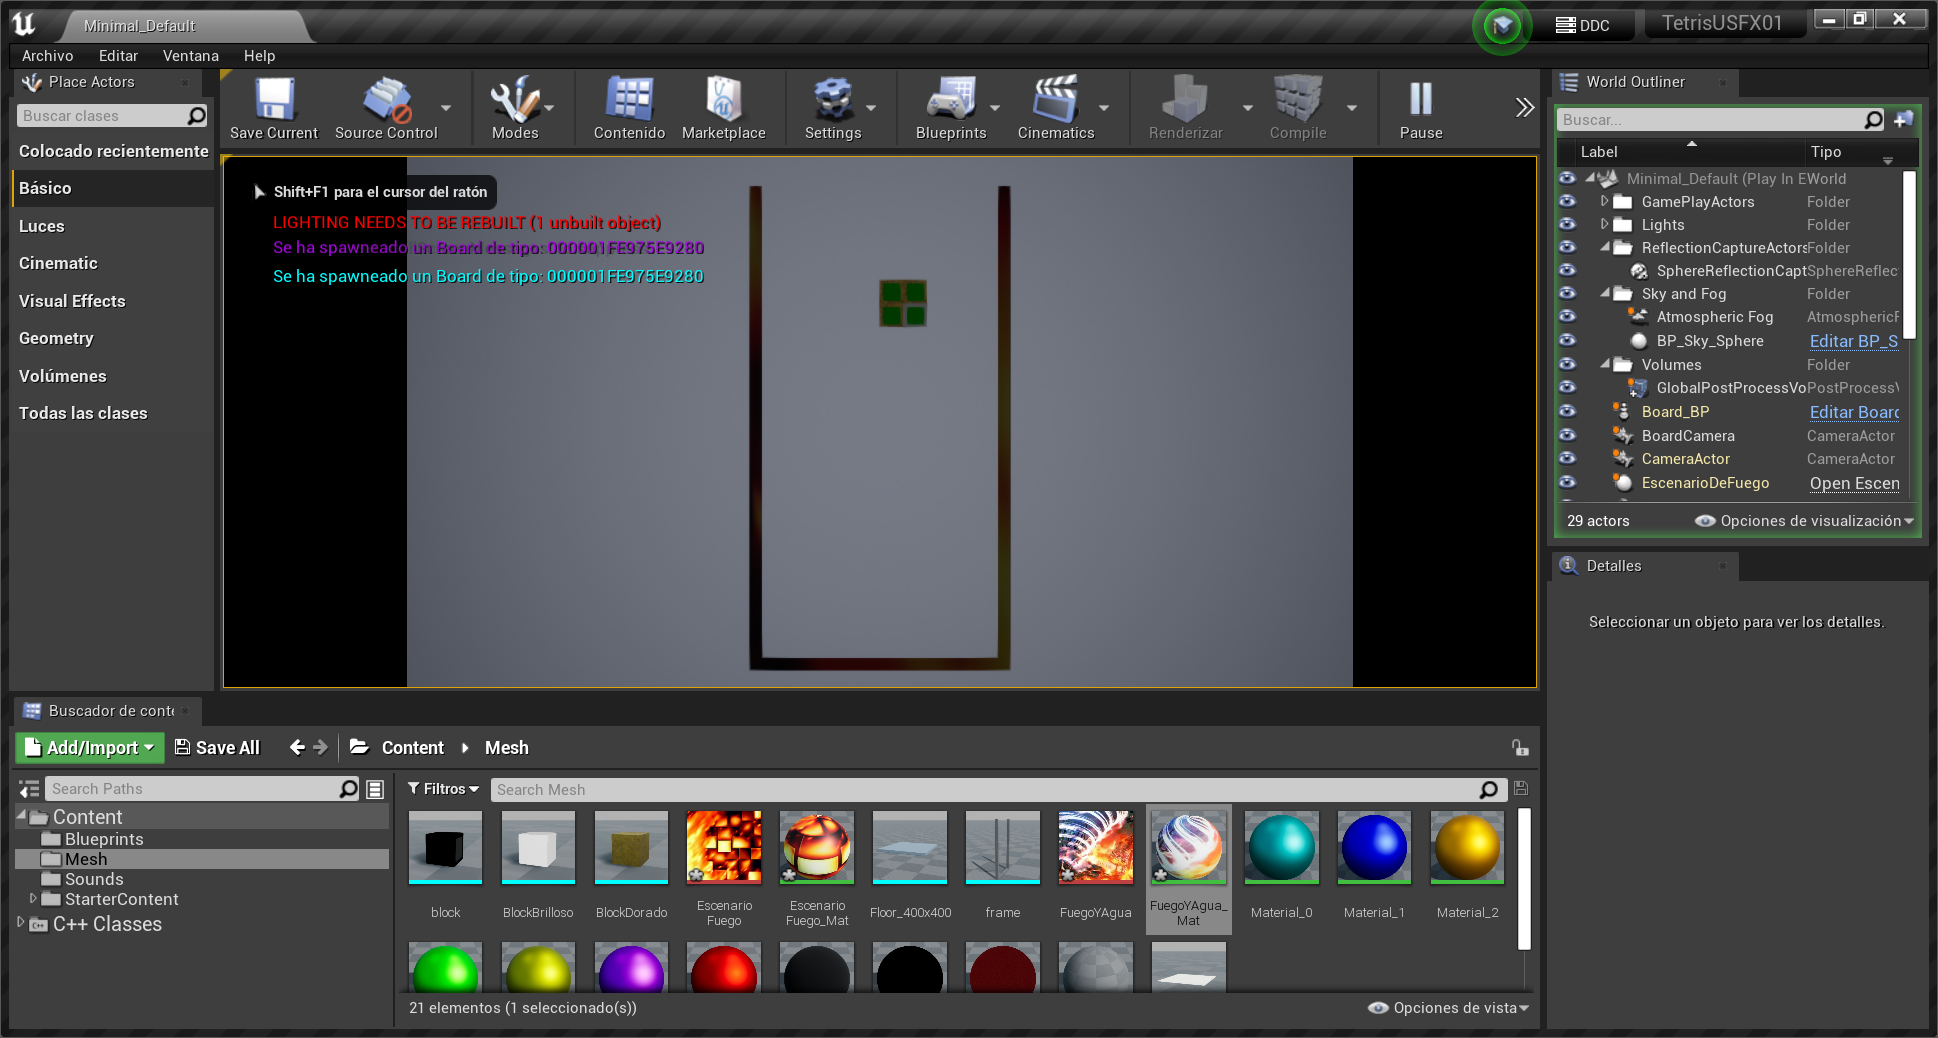 Minimal_Default
DDC
TetrisUSFX01
Archivo
Editar
Ventana
Help
Place Actors
Buscar clases
Colocado recientemente
Básico
Luces
Cinematic
Visual Effects
Geometry
Volúmenes
Todas las clases
Save Current
Source Control
Modes
Contenido
Marketplace
Settings
Blueprints
Cinematics
Renderizar
Compile
Pause
Shift+F1 para el cursor del ratón
LIGHTING NEEDS TO BE REBUILT (1 unbuilt object)
Se ha spawneado un Board de tipo: 000001FE975E9280
Se ha spawneado un Board de tipo: 000001FE975E9280
World Outliner
Buscar...
Label
Tipo
Minimal_Default (Play In E World
GamePlayActors Folder
Lights Folder
ReflectionCaptureActors Folder
SphereReflectionCapt SphereReflec
Sky and Fog Folder
Atmospheric Fog AtmosphericF
BP_Sky_Sphere Editar BP_S
Volumes Folder
GlobalPostProcessVo PostProcessV
Board_BP Editar Board
BoardCamera CameraActor
CameraActor CameraActor
EscenarioDeFuego Open Escen
29 actors
Opciones de visualización
Detalles
Seleccionar un objeto para ver los detalles.
Buscador de conte
Add/Import
Save All
Content
Mesh
Search Paths
Filtros
Search Mesh
Content
Blueprints
Mesh
Sounds
StarterContent
C++ Classes
block
BlockBrilloso
BlockDorado
Escenario
Fuego
Escenario
Fuego_Mat
Floor_400x400
frame
FuegoYAgua
FuegoYAgua_
Mat
Material_0
Material_1
Material_2
21 elementos (1 seleccionado(s))
Opciones de vista